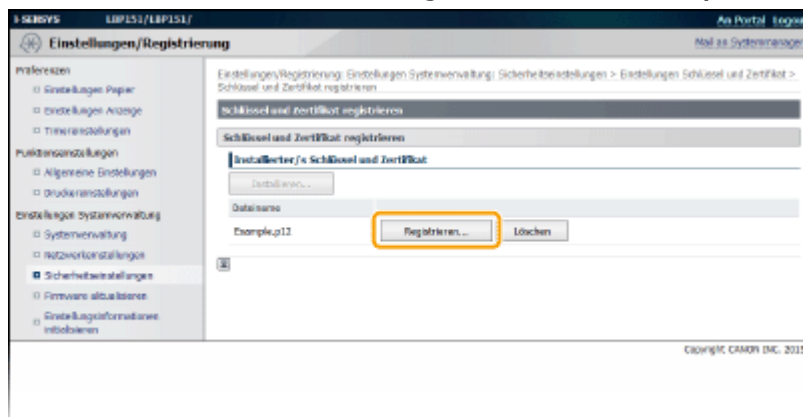 i-SENSYS LBP151/LBP151/ An Portal Logou
Einstellungen/Registrierung Mail an Systemmanager
Präferenzen
Einstellungen Papier
Einstellungen Anzeige
Timereinstellungen
Funktionseinstellungen
Allgemeine Einstellungen
Druckereinstellungen
Einstellungen Systemverwaltung
Systemverwaltung
Netzwerkeinstellungen
Sicherheitseinstellungen
Firmware aktualisieren
Einstellungsinformationen
initialisieren
Einstellungen/Registrierung: Einstellungen Systemverwaltung: Sicherheitseinstellungen > Einstellungen Schlüssel und Zertifikat >
Schlüssel und Zertifikat registrieren
Schlüssel und Zertifikat registrieren
Schlüssel und Zertifikat registrieren
Installierter/s Schlüssel und Zertifikat
Installieren...
Dateiname
Example.p12 Registrieren... Löschen
Copyright CANON INC. 2015